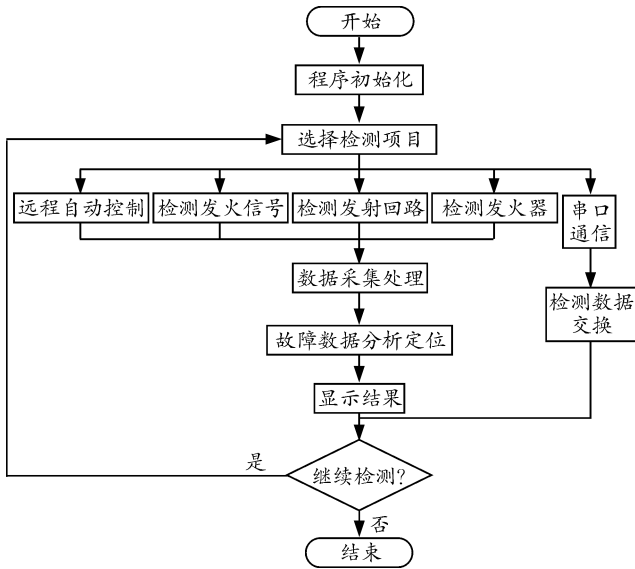 开始
程序初始化
选择检测项目
远程自动控制
检测发火信号
检测发射回路
检测发火器
串口
通信
数据采集处理
检测数据
交换
故障数据分析定位
显示结果
是
继续检测?
否
结束